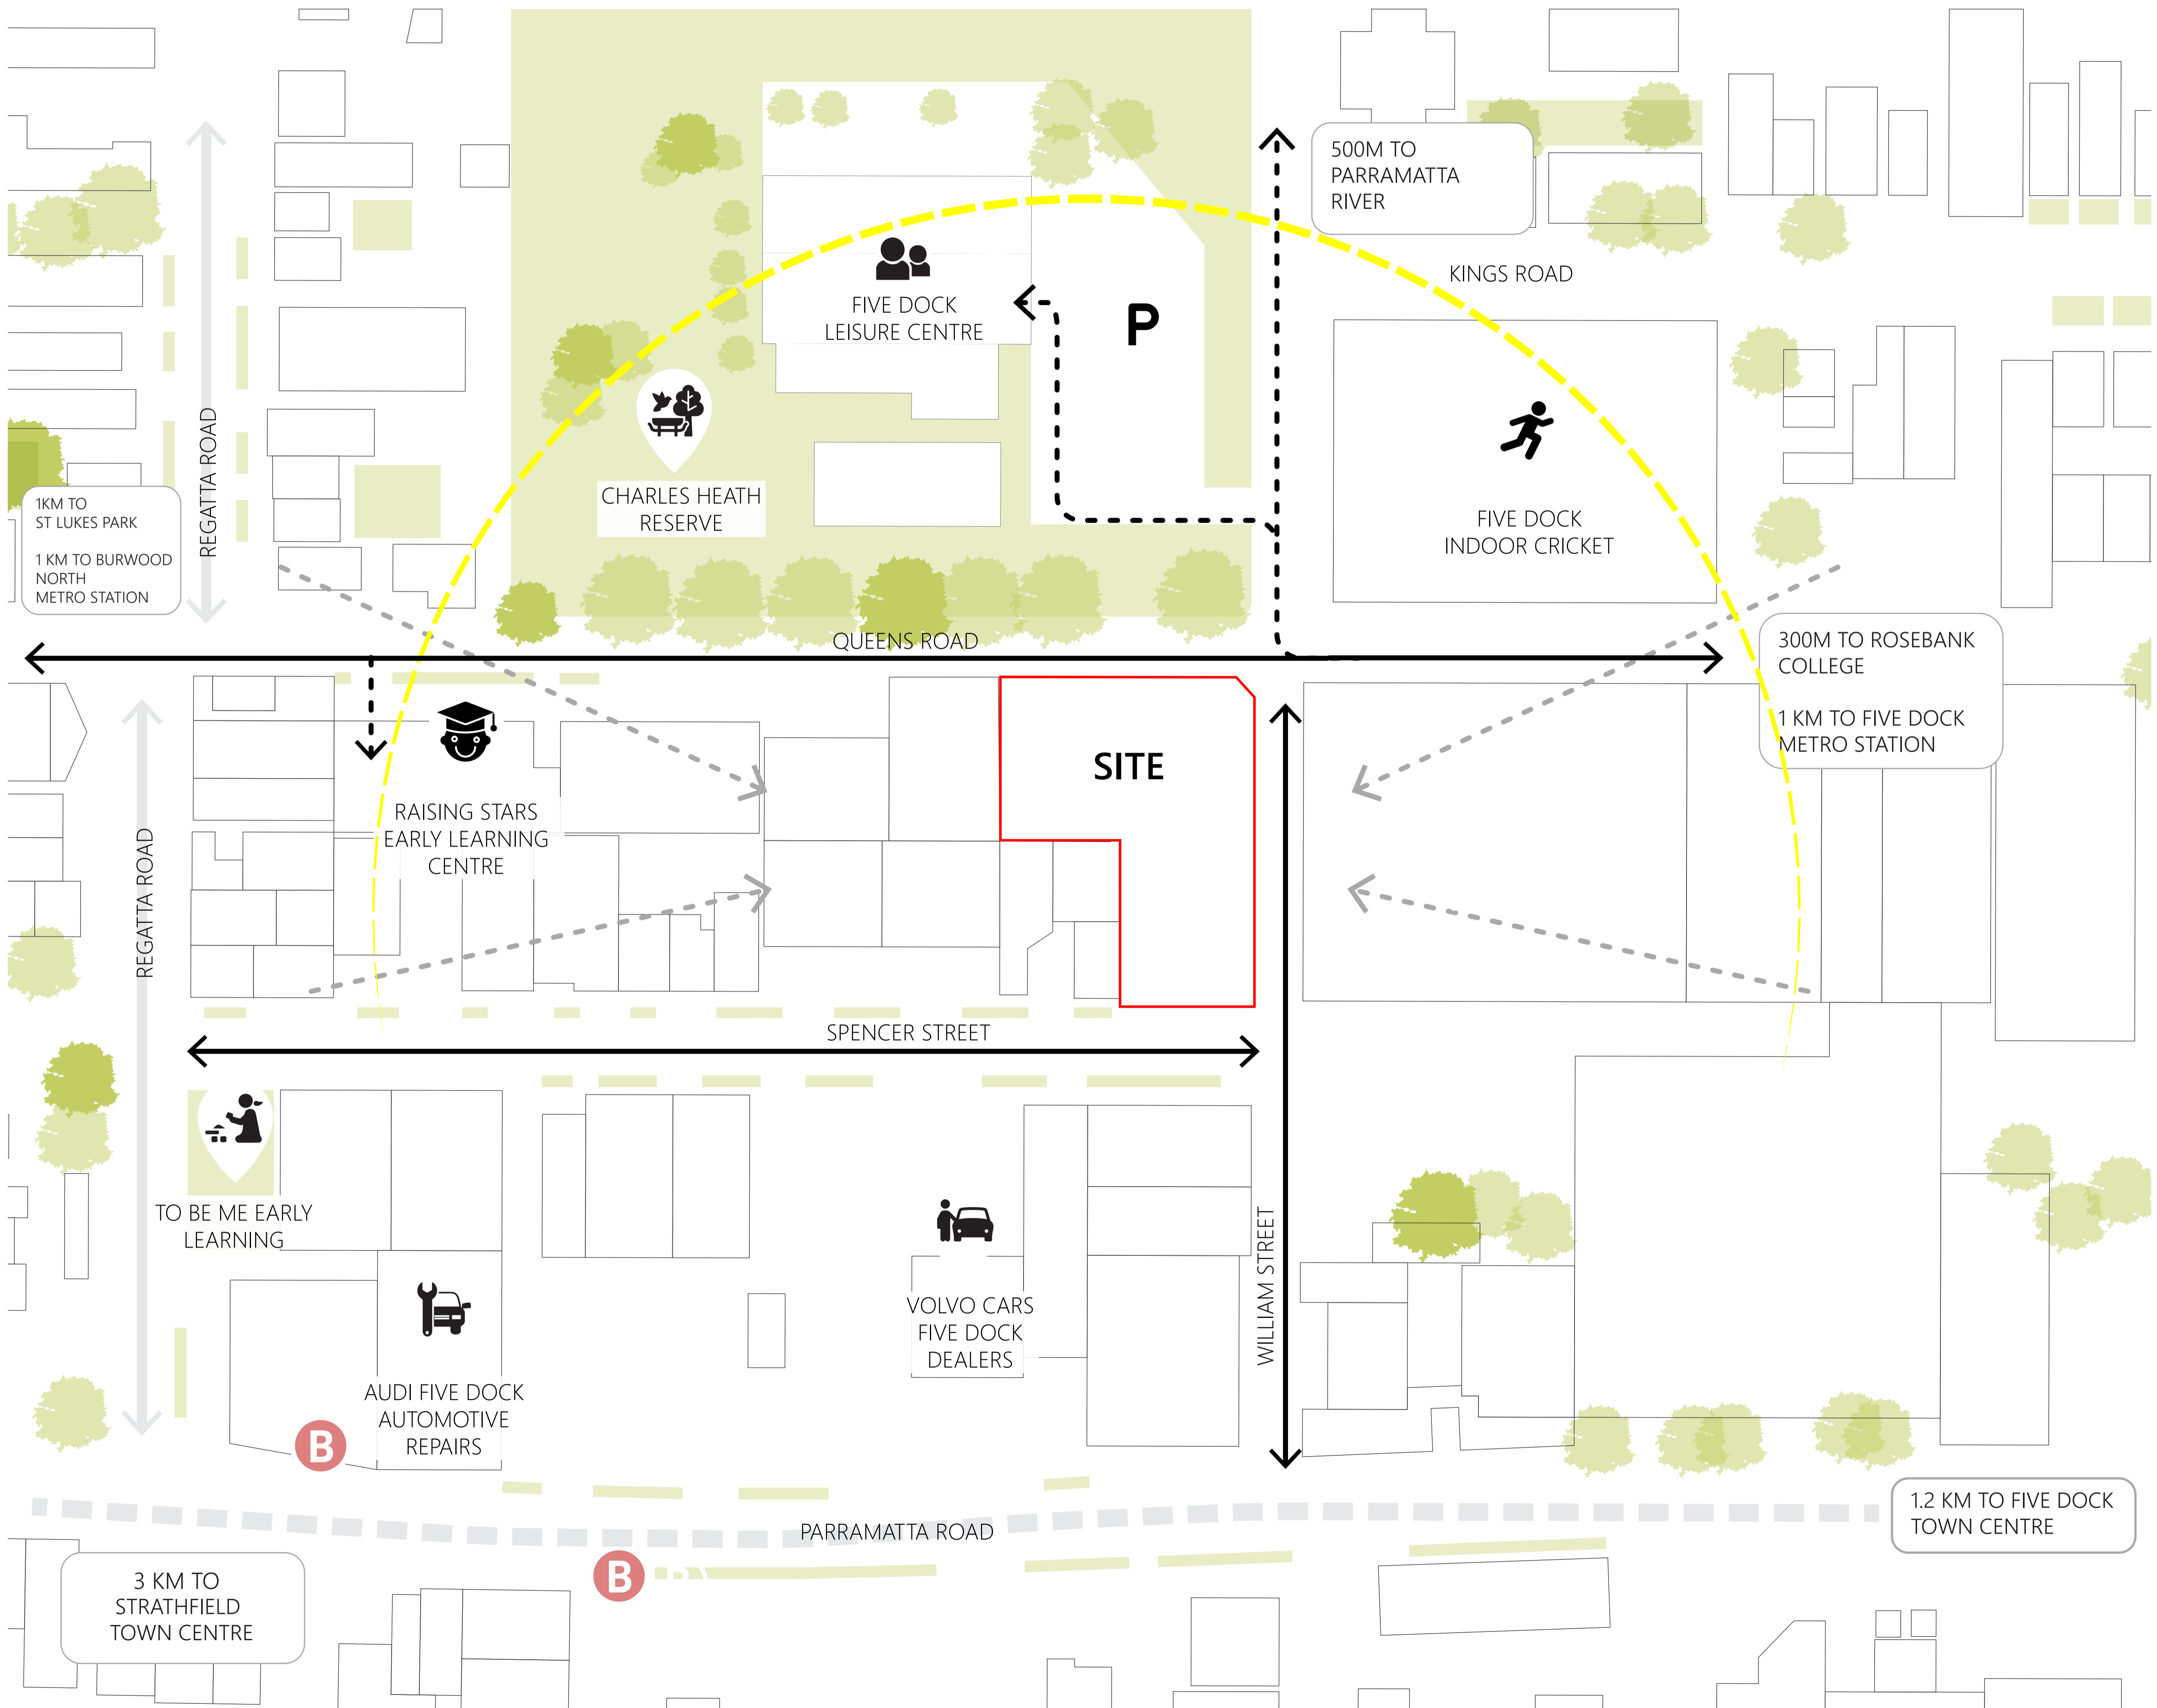 500M TO
PARRAMATTA
RIVER
KINGS ROAD
FIVE DOCK
LEISURE CENTRE
P
REGATTA ROAD
CHARLES HEATH
RESERVE
1KM TO
ST LUKES PARK
1 KM TO BURWOOD
NORTH
METRO STATION
FIVE DOCK
INDOOR CRICKET
QUEENS ROAD
300M TO ROSEBANK
COLLEGE
1 KM TO FIVE DOCK
METRO STATION
SITE
RAISING STARS
EARLY LEARNING
CENTRE
REGATTA ROAD
SPENCER STREET
TO BE ME EARLY
LEARNING
WILLIAM STREET
VOLVO CARS
FIVE DOCK
DEALERS
AUDI FIVE DOCK
AUTOMOTIVE
REPAIRS
B
PARRAMATTA ROAD
1.2 KM TO FIVE DOCK
TOWN CENTRE
B
3 KM TO
STRATHFIELD
TOWN CENTRE